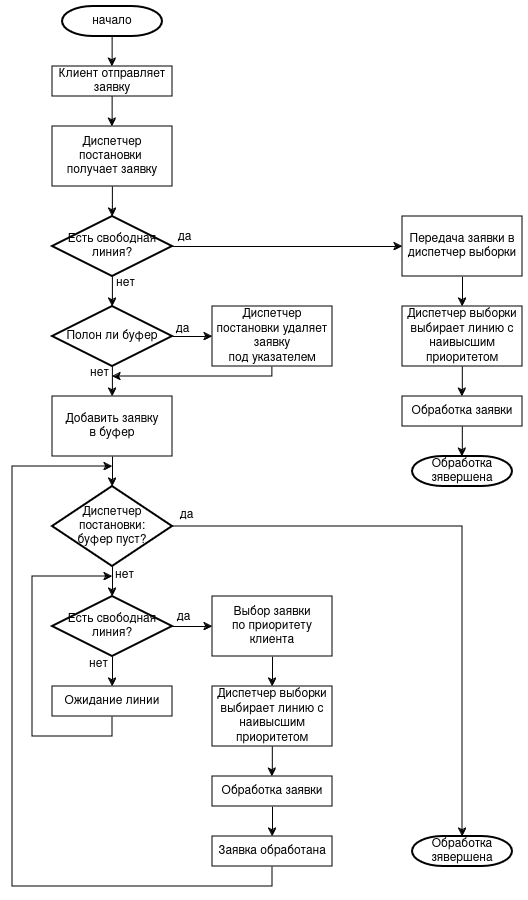 начало
Клиент отправляет
заявку
Диспетчер
постановки
получает заявку
Есть свободная
линия?
да
нет
Передача заявки в
диспетчер выборки
Полон ли буфер
да
нет
Диспетчер
постановки удаляет
заявку
под указателем
Диспетчер выборки
выбирает линию с
наивысшим
приоритетом
Добавить заявку
в буфер
Обработка заявки
Обработка
зявершена
Диспетчер
постановки:
буфер пуст?
да
нет
Есть свободная
линия?
да
нет
Выбор заявки
по приоритету
клиента
Ожидание линии
Диспетчер выборки
выбирает линию с
наивысшим
приоритетом
Обработка заявки
Заявка обработана
Обработка
зявершена